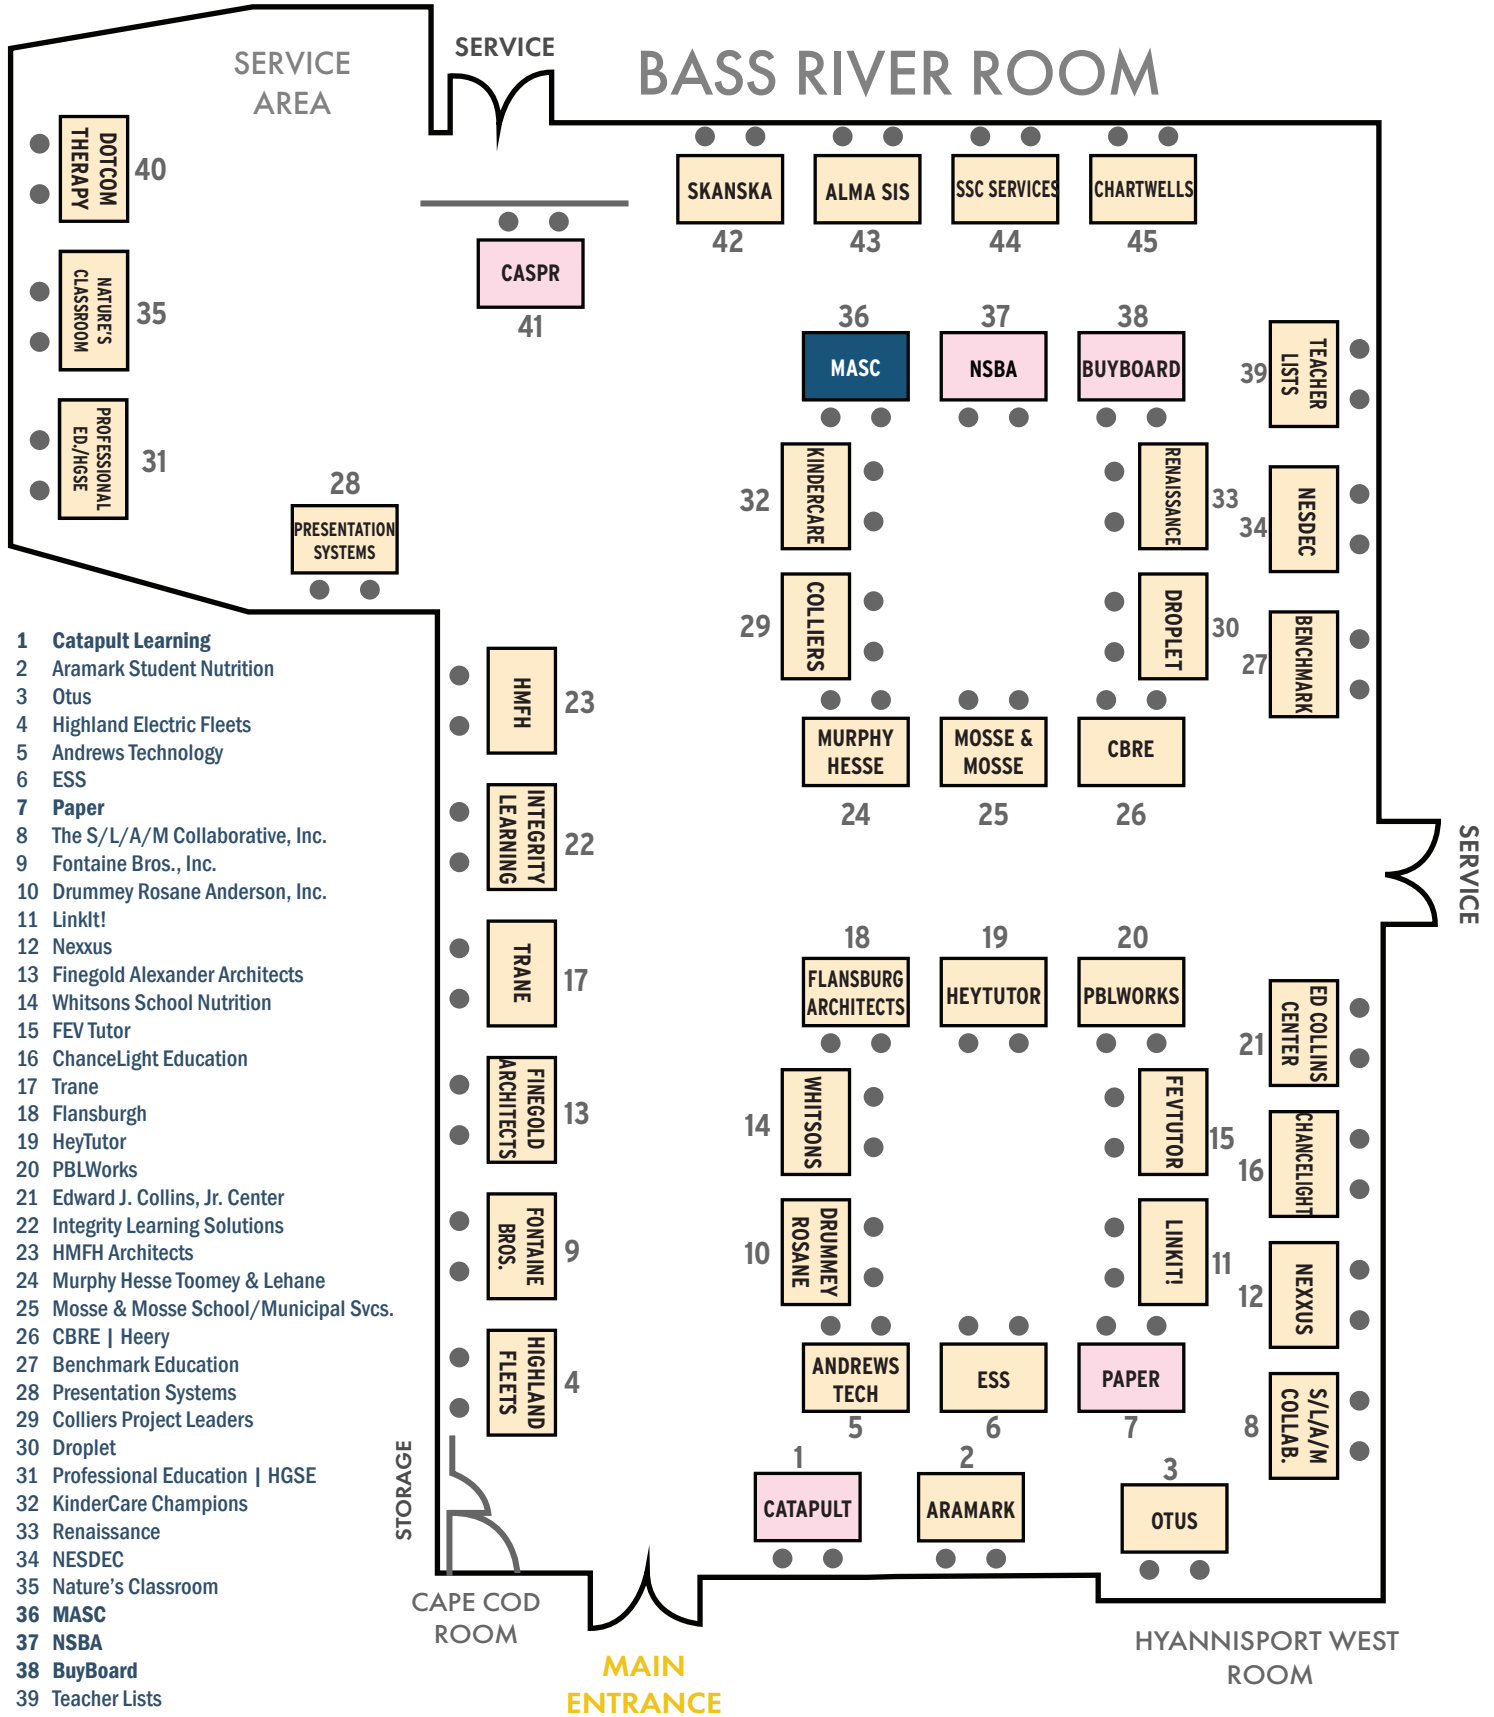 SERVICE
AREA
SERVICE
BASS RIVER ROOM
DOTCOM
THERAPY
40
NATURE'S
CLASSROOM
35
PROFESSIONAL
ED./HGSE
31
CASPR
41
28
PRESENTATION
SYSTEMS
SKANSKA
42
ALMA SIS
43
SSC SERVICES
44
CHARTWELLS
45
36
MASC
37
NSBA
38
BUYBOARD
39
TEACHER
LISTS
32
KINDERCARE
RENAISSANCE
33
34
NESDEC
29
COLLIERS
DROPLET
30
27
BENCHMARK
MURPHY
HESSE
24
MOSSE &
MOSSE
25
CBRE
26
HMFH
23
INTEGRITY
LEARNING
22
TRANE
17
FINEGOLD
ARCHITECTS
13
FONTAINE
BROS.
9
HIGHLAND
FLEETS
4
SERVICE
18
FLANSBURG
ARCHITECTS
19
HEYTUTOR
20
PBLWORKS
21
ED COLLINS
CENTER
14
WHITSONS
FEVTUTOR
15
16
CHANCELIGHT
10
DRUMMEY
ROSANE
LINKIT!
11
12
NEXXUS
ANDREWS
TECH
5
ESS
6
PAPER
7
8
S/L/A/M
COLLAB.
1
CATAPULT
2
ARAMARK
3
OTUS
STORAGE
CAPE COD
ROOM
MAIN
ENTRANCE
HYANNISPORT WEST
ROOM
1 Catapult Learning
2 Aramark Student Nutrition
3 Otus
4 Highland Electric Fleets
5 Andrews Technology
6 ESS
7 Paper
8 The S/L/A/M Collaborative, Inc.
9 Fontaine Bros., Inc.
10 Drummey Rosane Anderson, Inc.
11 LinkIt!
12 Nexxus
13 Finegold Alexander Architects
14 Whitsons School Nutrition
15 FEV Tutor
16 ChanceLight Education
17 Trane
18 Flansburgh
19 HeyTutor
20 PBLWorks
21 Edward J. Collins, Jr. Center
22 Integrity Learning Solutions
23 HMFH Architects
24 Murphy Hesse Toomey & Lehane
25 Mosse & Mosse School/Municipal Svcs.
26 CBRE | Heery
27 Benchmark Education
28 Presentation Systems
29 Colliers Project Leaders
30 Droplet
31 Professional Education | HGSE
32 KinderCare Champions
33 Renaissance
34 NESDEC
35 Nature's Classroom
36 MASC
37 NSBA
38 BuyBoard
39 Teacher Lists